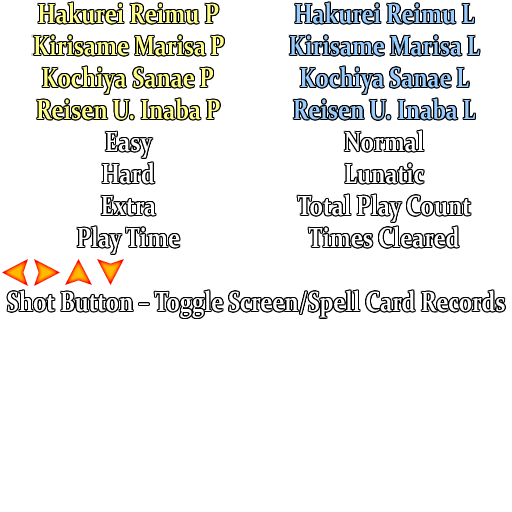 Hakurei Reimu P Hakurei Reimu L
Kirisame Marisa P Kirisame Marisa L
Kochiya Sanae P Kochiya Sanae L
Reisen U. Inaba P Reisen U. Inaba L
Easy Normal
Hard Lunatic
Extra Total Play Count
Play Time Times Cleared
Shot Button – Toggle Screen/Spell Card Records